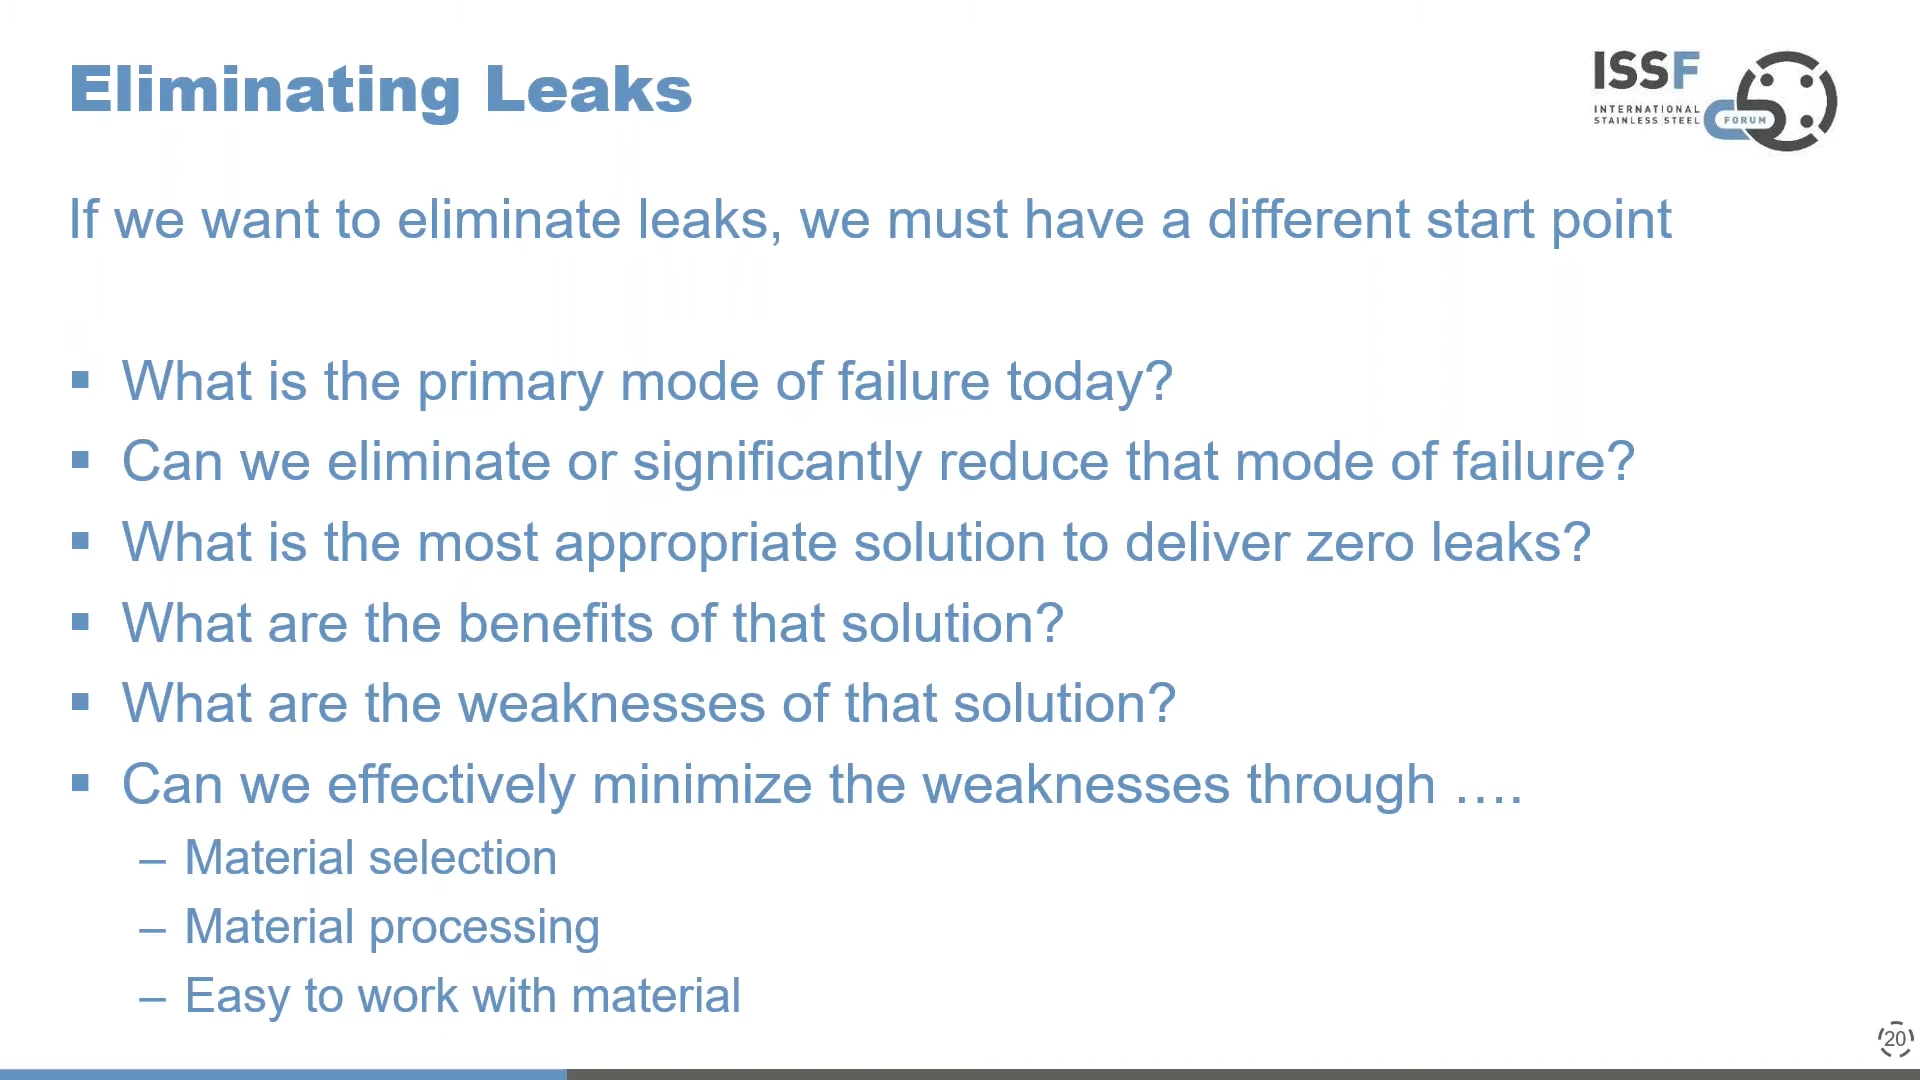 Eliminating Leaks
ISSF
INTERNATIONAL
STAINLESS STEEL
FORUM
If we want to eliminate leaks, we must have a different start point
▪ What is the primary mode of failure today?
▪ Can we eliminate or significantly reduce that mode of failure?
▪ What is the most appropriate solution to deliver zero leaks?
▪ What are the benefits of that solution?
▪ What are the weaknesses of that solution?
▪ Can we effectively minimize the weaknesses through ….
– Material selection
– Material processing
– Easy to work with material
20